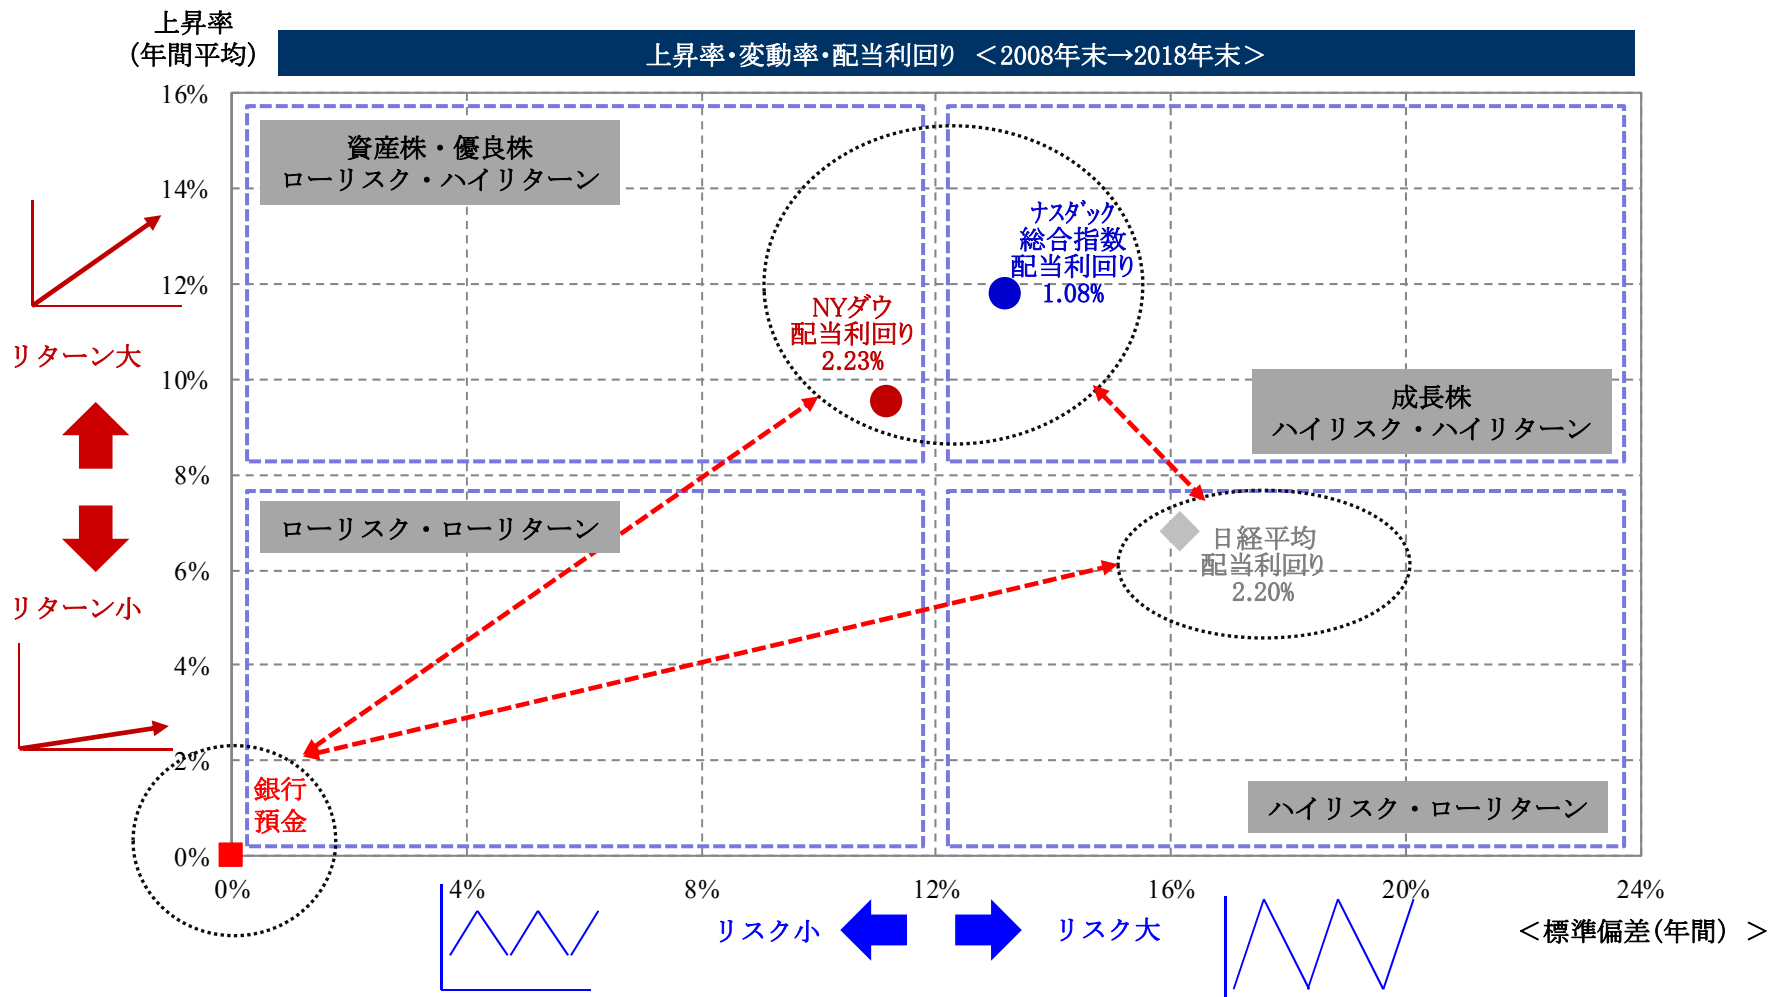 上昇率
(年間平均)
上昇率・変動率・配当利回り ＜2008年末→2018年末＞
16%
14%
12%
10%
8%
6%
4%
2%
0%
資産株・優良株
ローリスク・ハイリターン
ﾅｽﾀﾞｯｸ
総合指数
配当利回り
1.08%
NYダウ
配当利回り
2.23%
成長株
ハイリスク・ハイリターン
リターン大
リターン小
ローリスク・ローリターン
日経平均
配当利回り
2.20%
銀行
預金
ハイリスク・ローリターン
0%
4%
8%
12%
16%
20%
24%
リスク小
リスク大
＜標準偏差(年間) ＞